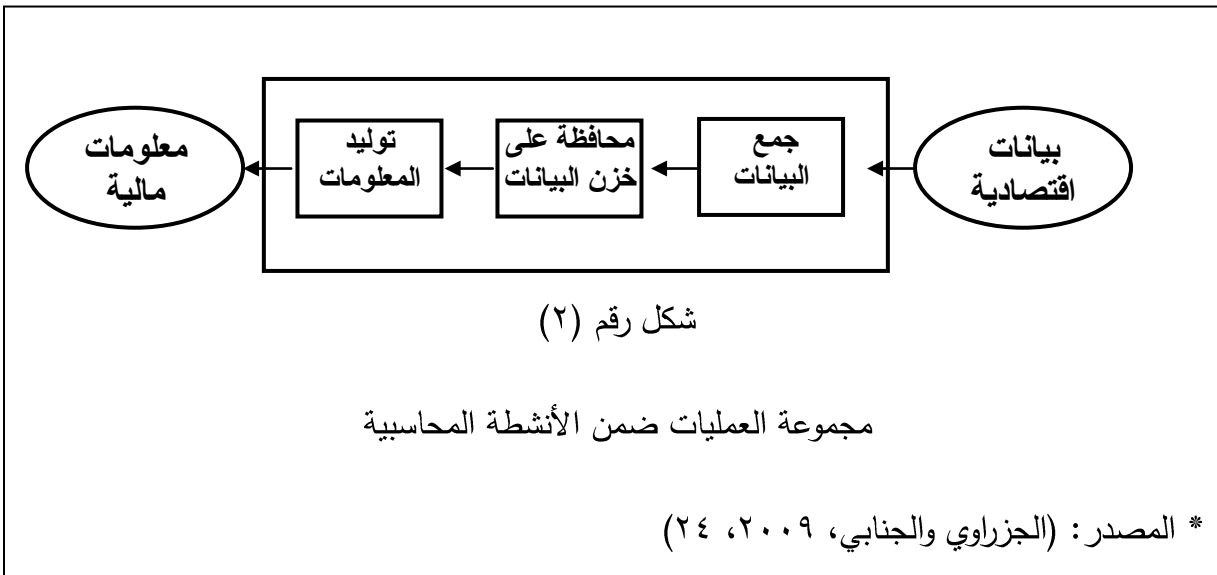 بيانات
اقتصادية
جمع
البيانات
محافظة على
خزن البيانات
توليد
المعلومات
معلومات
مالية
شكل رقم (٢)
مجموعة العمليات ضمن الأنشطة المحاسبية
* المصدر: (الجزراوي والجنابي، ٢٠٠٩، ٢٤)